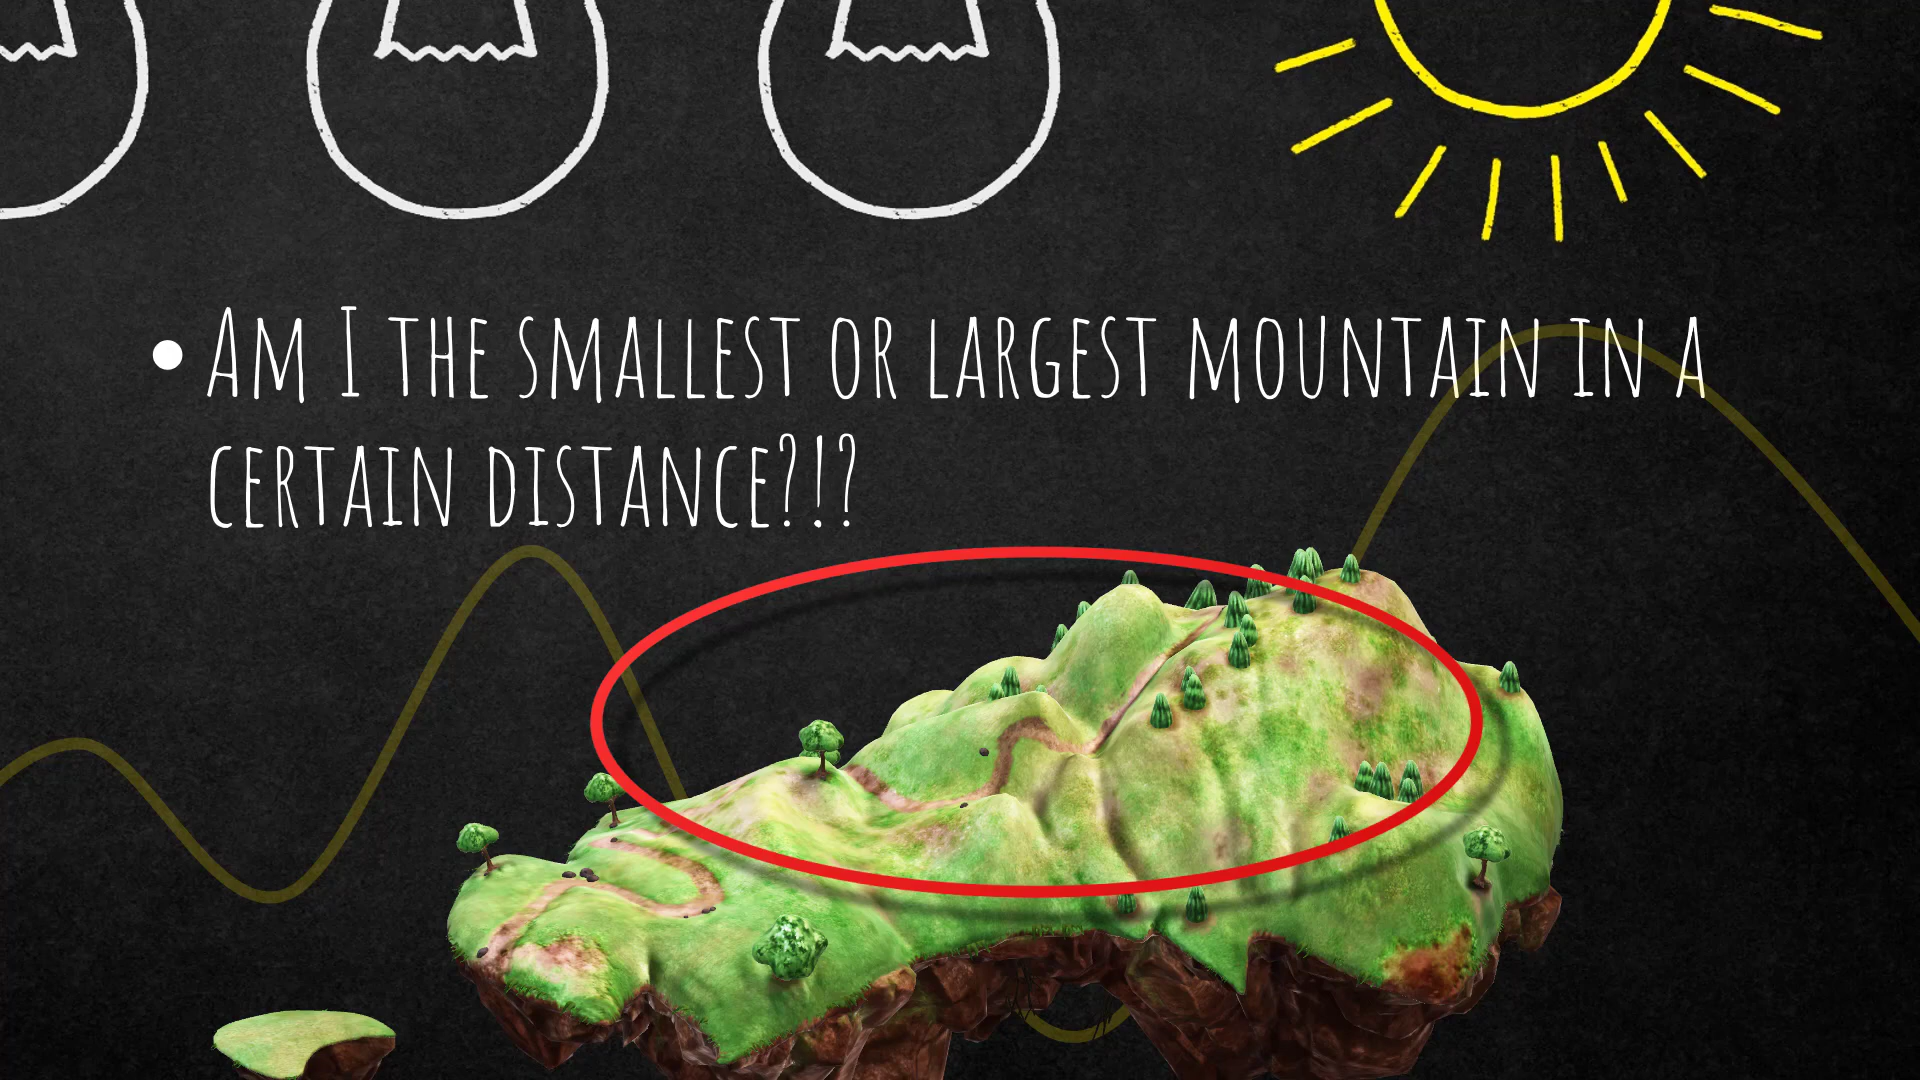 • Am I the smallest or largest mountain in a
certain distance?!?